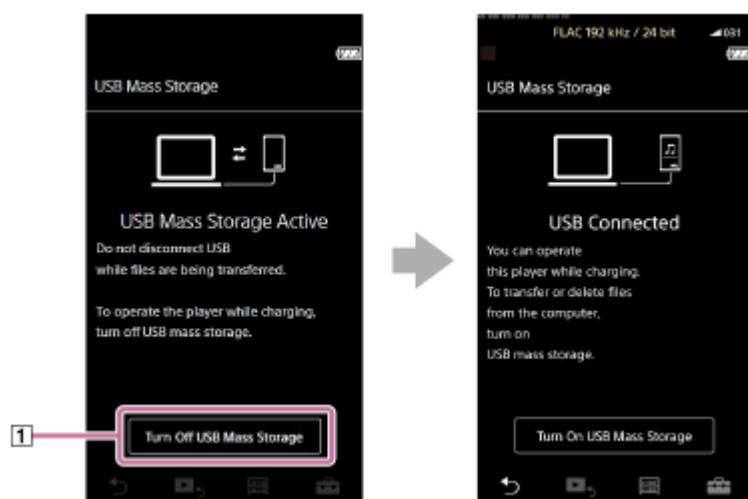 USB Mass Storage
USB Mass Storage Active
Do not disconnect USB
while files are being transferred.
To operate the player while charging,
turn off USB mass storage.
1
Turn Off USB Mass Storage
FLAC 192 kHz / 24 bit
031
USB Mass Storage
USB Connected
You can operate
this player while charging.
To transfer or delete files
from the computer,
turn on
USB mass storage.
Turn On USB Mass Storage